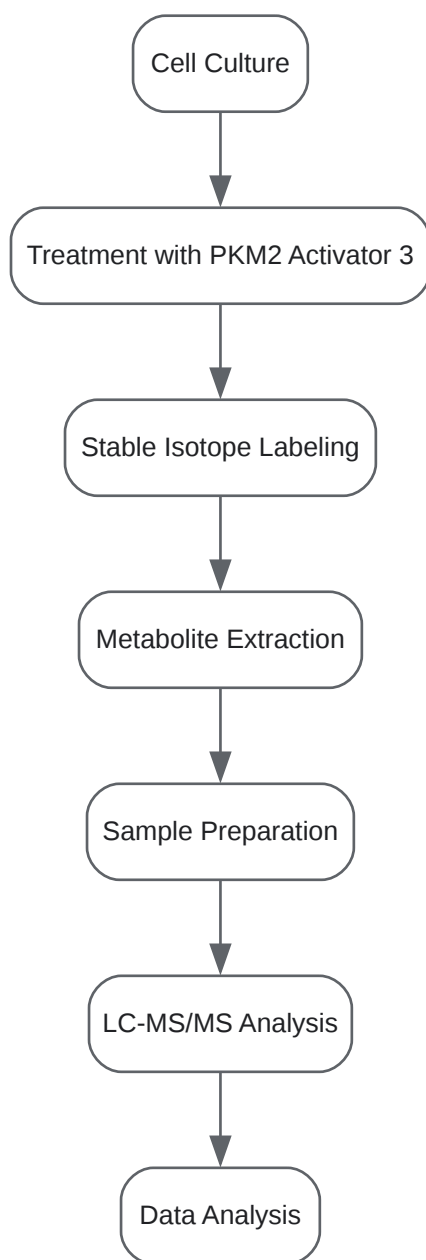 Cell Culture
Treatment with PKM2 Activator 3
Stable Isotope Labeling
Metabolite Extraction
Sample Preparation
LC-MS/MS Analysis
Data Analysis